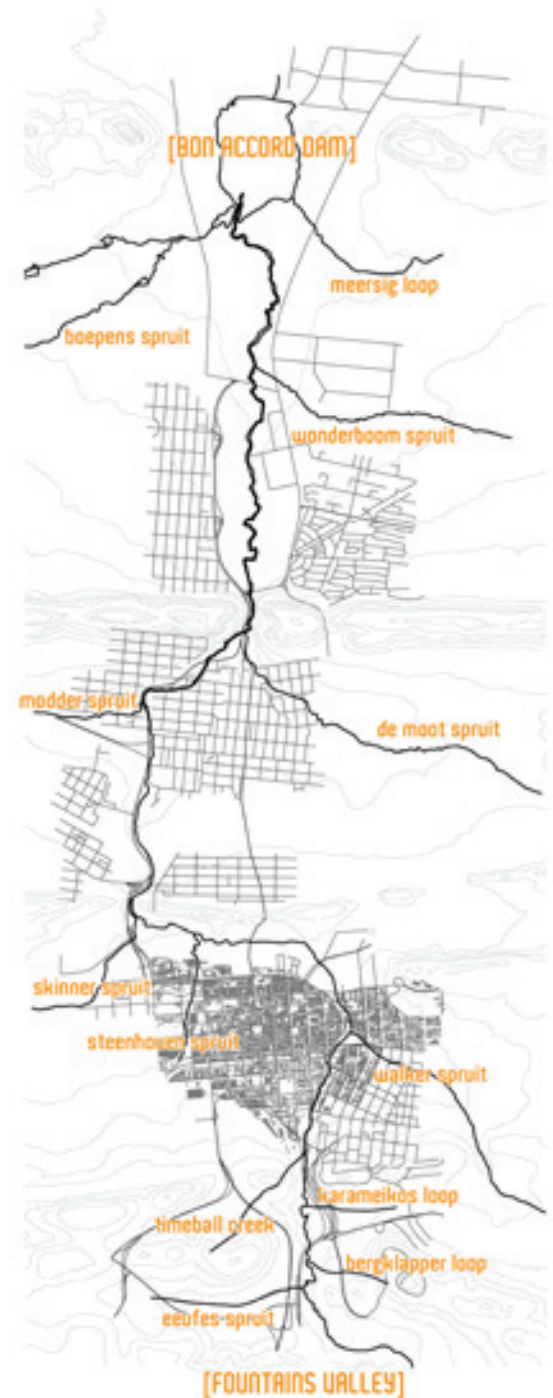 [BON ACCORD DAM]
meersig loop
boepens spruit
wonderboom spruit
modder spruit
de moot spruit
skinner spruit
steenhoven spruit
walker spruit
karameikos loop
timeball creek
bergklapper loop
eeufes spruit
[FOUNTAINS VALLEY]